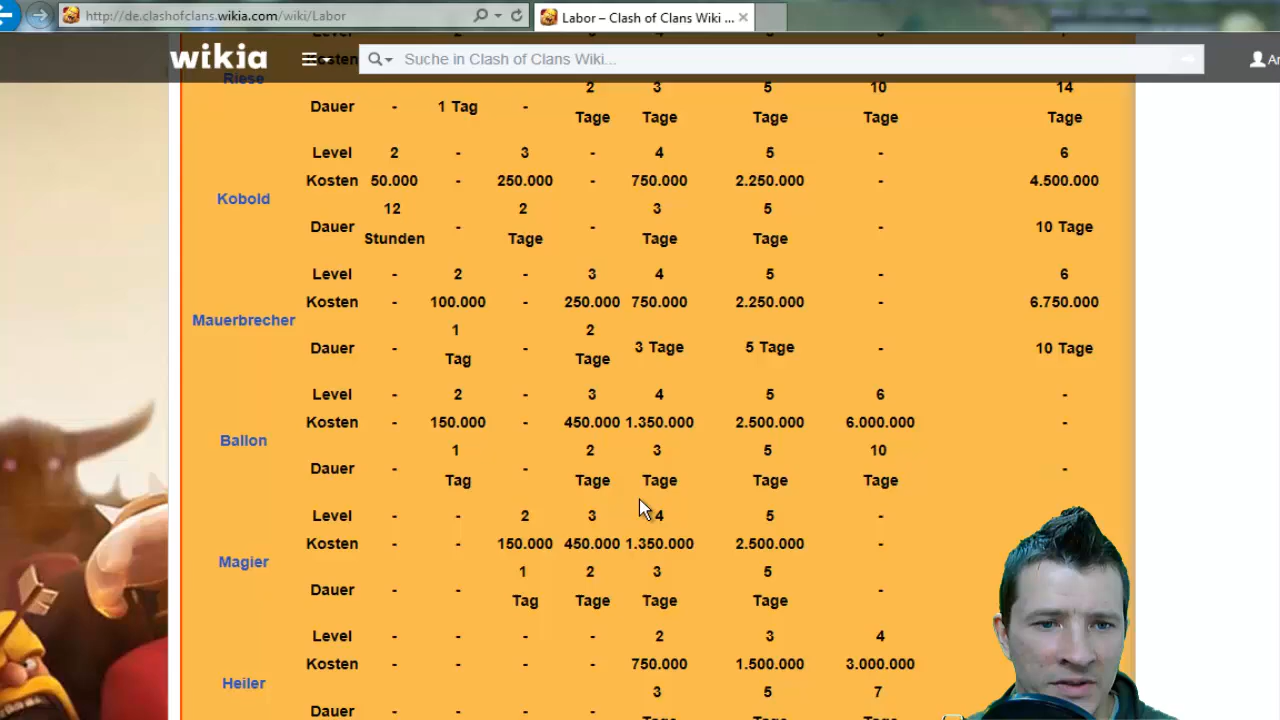 http://de.clashofclans.wikia.com/wiki/Labor
Labor – Clash of Clans Wiki ...
wikia
Suche in Clash of Clans Wiki...
Riese
2 3 5 10 14
Dauer - 1 Tag - Tage Tage Tage Tage Tage
Level 2 - 3 - 4 5 - 6
Kosten 50.000 - 250.000 - 750.000 2.250.000 - 4.500.000
Kobold
12 2 3 5
Dauer - - - 10 Tage
Stunden Tage Tage Tage
Level - 2 - 3 4 5 - 6
Kosten - 100.000 - 250.000 750.000 2.250.000 - 6.750.000
Mauerbrecher
1 2
Dauer - - 3 Tage 5 Tage - 10 Tage
Tag Tage
Level - 2 - 3 4 5 6 -
Kosten - 150.000 - 450.000 1.350.000 2.500.000 6.000.000 -
Ballon
1 2 3 5 10
Dauer - - -
Tag Tage Tage Tage Tage
Level - - 2 3 4 5 -
Kosten - - 150.000 450.000 1.350.000 2.500.000 -
Magier
1 2 3 5
Dauer - - -
Tag Tage Tage Tage
Level - - - - 2 3 4
Kosten - - - - 750.000 1.500.000 3.000.000
Heiler
3 5 7
Dauer - - - -